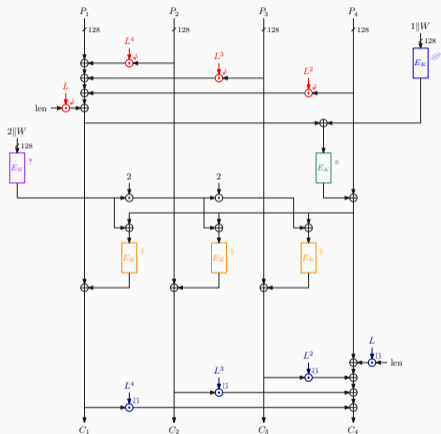 P₁ P₂ P₃ P₄
128 128 128 128
1‖W
128
L⁴
L³
L²
L
len
E_K
2‖W
128
E_K
E_K
2 2
E_K E_K E_K
L
len
L²
L³
L⁴
C₁ C₂ C₃ C₄